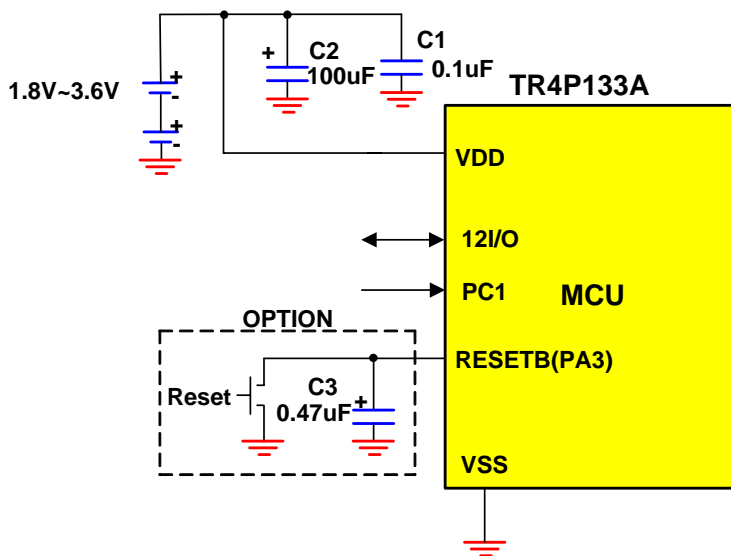 C1
+ C2
100uF
0.1uF
TR4P133A
1.8V~3.6V
+
-
+
-
VDD
12I/O
PC1
MCU
OPTION
RESETB(PA3)
Reset
C3
0.47uF +
VSS